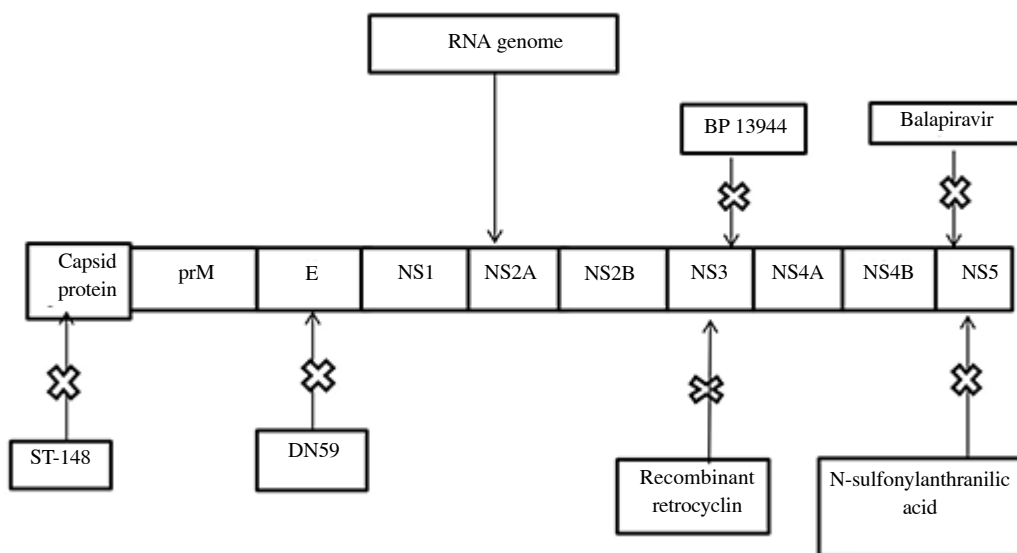 RNA genome
BP 13944
Balapiravir
Capsid
protein
prM
E
NS1
NS2A
NS2B
NS3
NS4A
NS4B
NS5
ST-148
DN59
Recombinant
retrocyclin
N-sulfonylanthranilic
acid